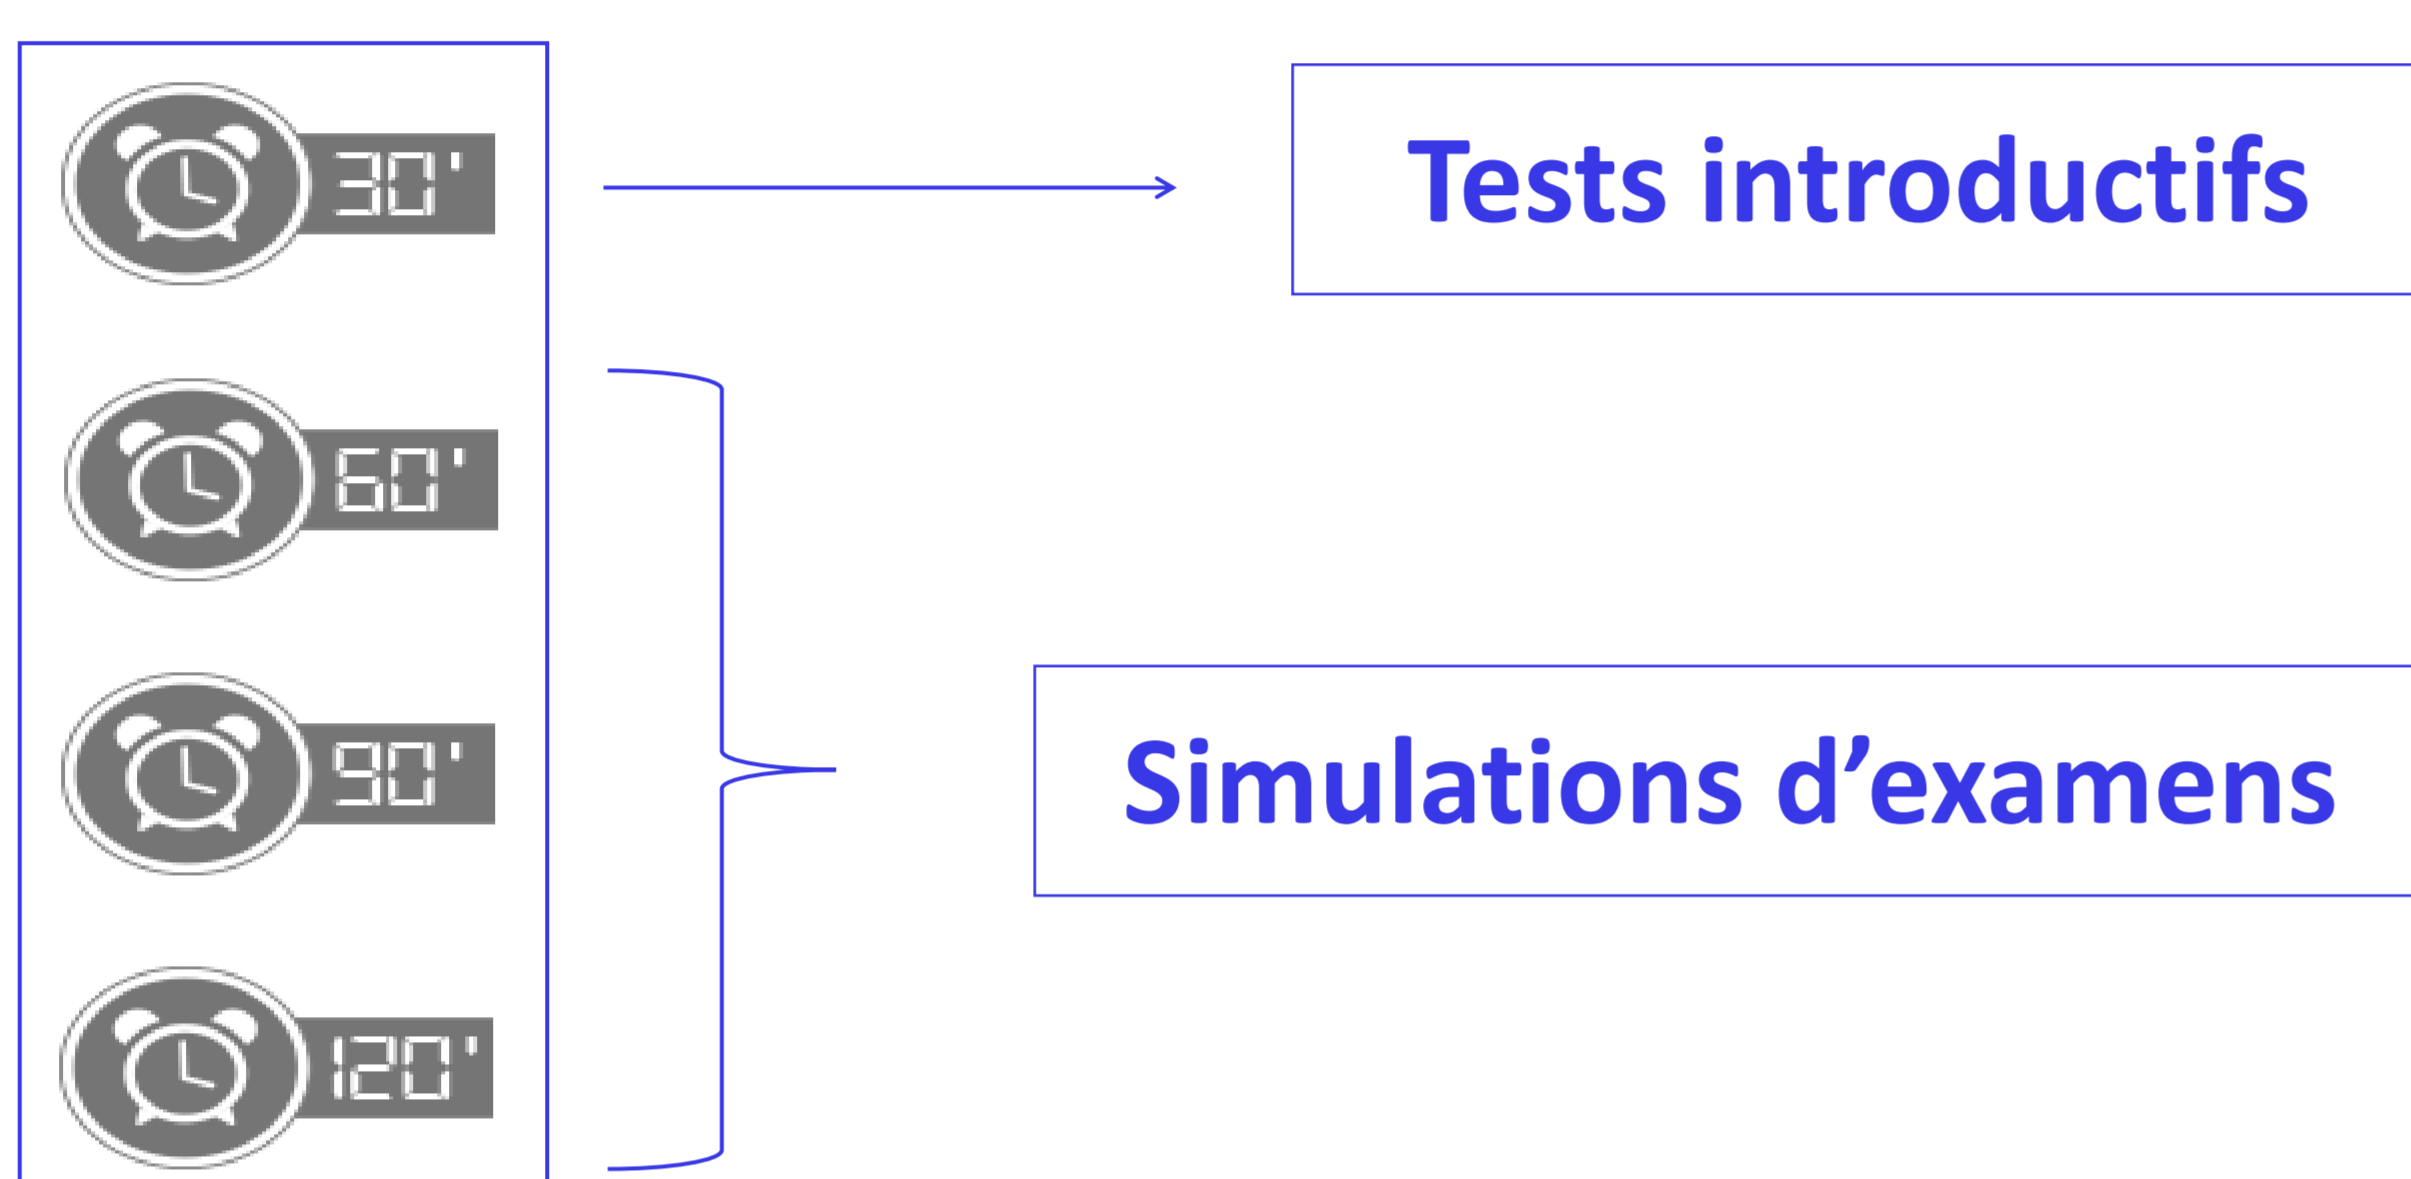 30'
Tests introductifs
60'
90'
Simulations d’examens
120'